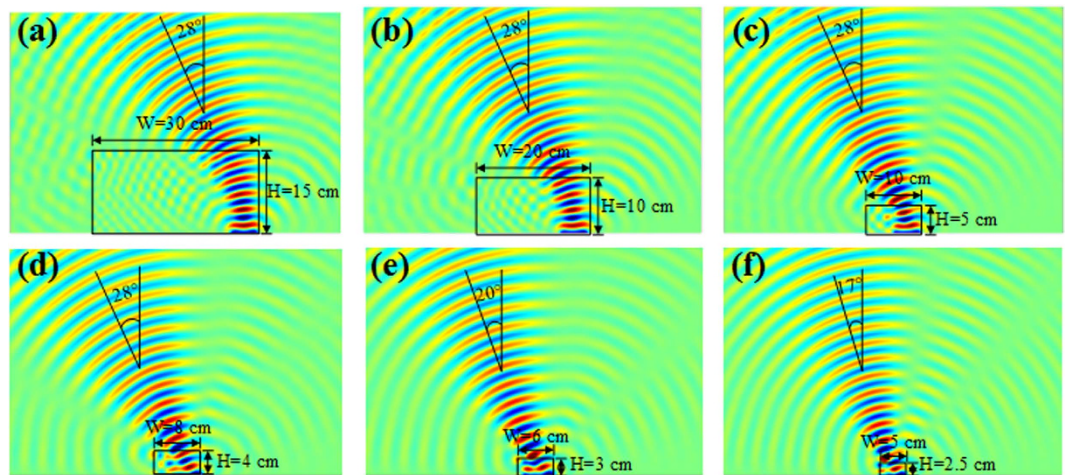 (a)
28°
W=30 cm
H=15 cm
(b)
28°
W=20 cm
H=10 cm
(c)
28°
W=10 cm
H=5 cm
(d)
28°
W=8 cm
H=4 cm
(e)
20°
W=6 cm
H=3 cm
(f)
17°
W=5 cm
H=2.5 cm